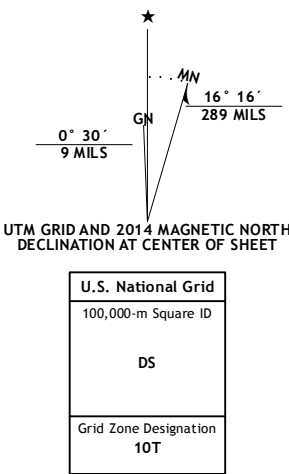 ★
MN
GN
16° 16´
289 MILS
0° 30´
9 MILS
UTM GRID AND 2014 MAGNETIC NORTH
DECLINATION AT CENTER OF SHEET
U.S. National Grid
100,000-m Square ID
DS
Grid Zone Designation
10T